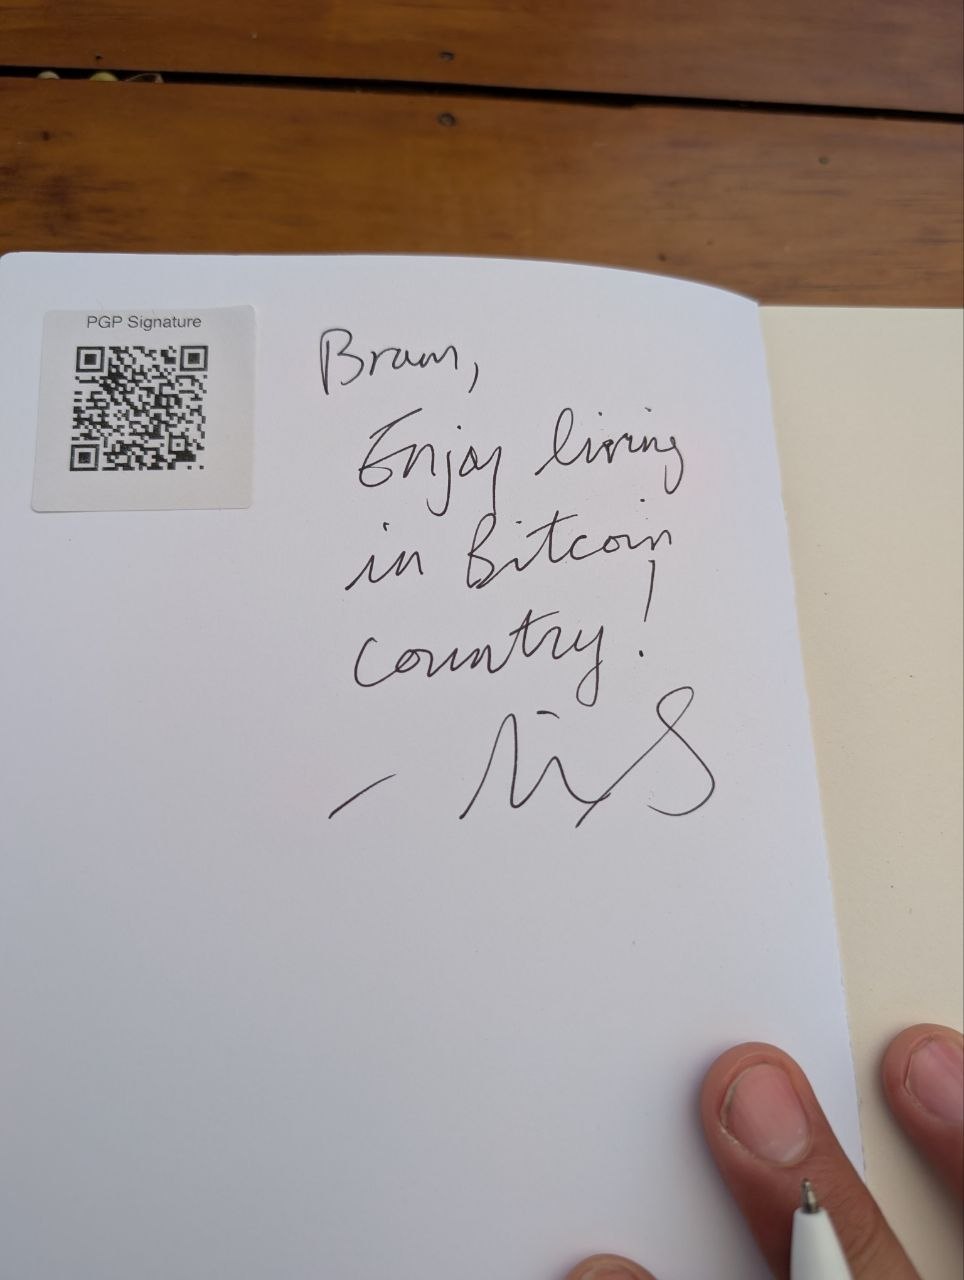 PGP Signature
Bram,
Enjoy living
in Bitcoin
country!